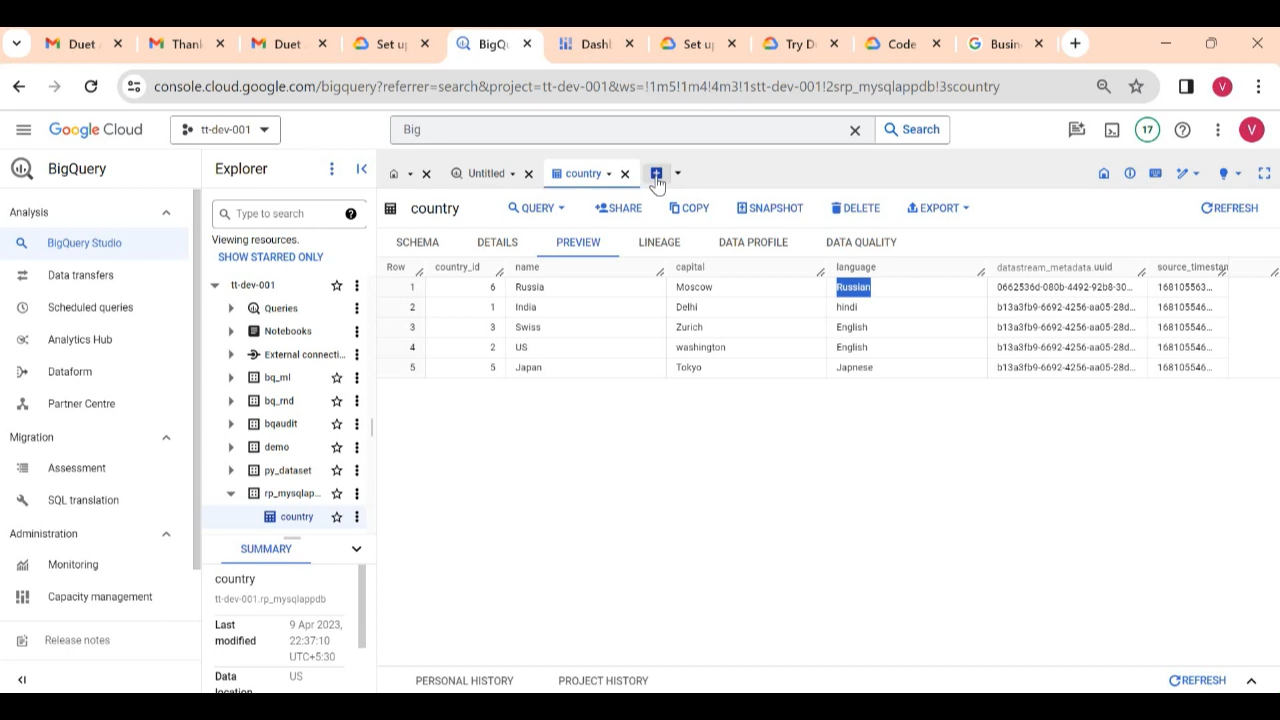 Duet
Than
Duet
Set u
BigQ
Dash
Set u
Try D
Code
Busin
console.cloud.google.com/bigquery?referrer=search&project=tt-dev-001&ws=!1m5!1m4!4m3!1stt-dev-001!2srp_mysqlappdb!3scountry
V
Google Cloud
tt-dev-001
Big
Search
17
V
BigQuery
Explorer
Untitled
country
country
QUERY
SHARE
COPY
SNAPSHOT
DELETE
EXPORT
REFRESH
Analysis
BigQuery Studio
Data transfers
Scheduled queries
Analytics Hub
Dataform
Partner Centre
Migration
Assessment
SQL translation
Administration
Monitoring
Capacity management
Release notes
Type to search
Viewing resources.
SHOW STARRED ONLY
tt-dev-001
Queries
Notebooks
External connecti...
bq_ml
bq_rnd
bqaudit
demo
py_dataset
rp_mysqlap...
country
SUMMARY
country
tt-dev-001.rp_mysqlappdb
Last modified 9 Apr 2023, 22:37:10 UTC+5:30
Data location US
SCHEMA DETAILS PREVIEW LINEAGE DATA PROFILE DATA QUALITY
Row country_id name capital language datastream_metadata.uuid source_timestan
1 6 Russia Moscow Russian 0662536d-080b-4492-92b8-30... 168105563...
2 1 India Delhi hindi b13a3fb9-6692-4256-aa05-28d... 168105546...
3 3 Swiss Zurich English b13a3fb9-6692-4256-aa05-28d... 168105546...
4 2 US washington English b13a3fb9-6692-4256-aa05-28d... 168105546...
5 5 Japan Tokyo Japnese b13a3fb9-6692-4256-aa05-28d... 168105546...
PERSONAL HISTORY PROJECT HISTORY REFRESH